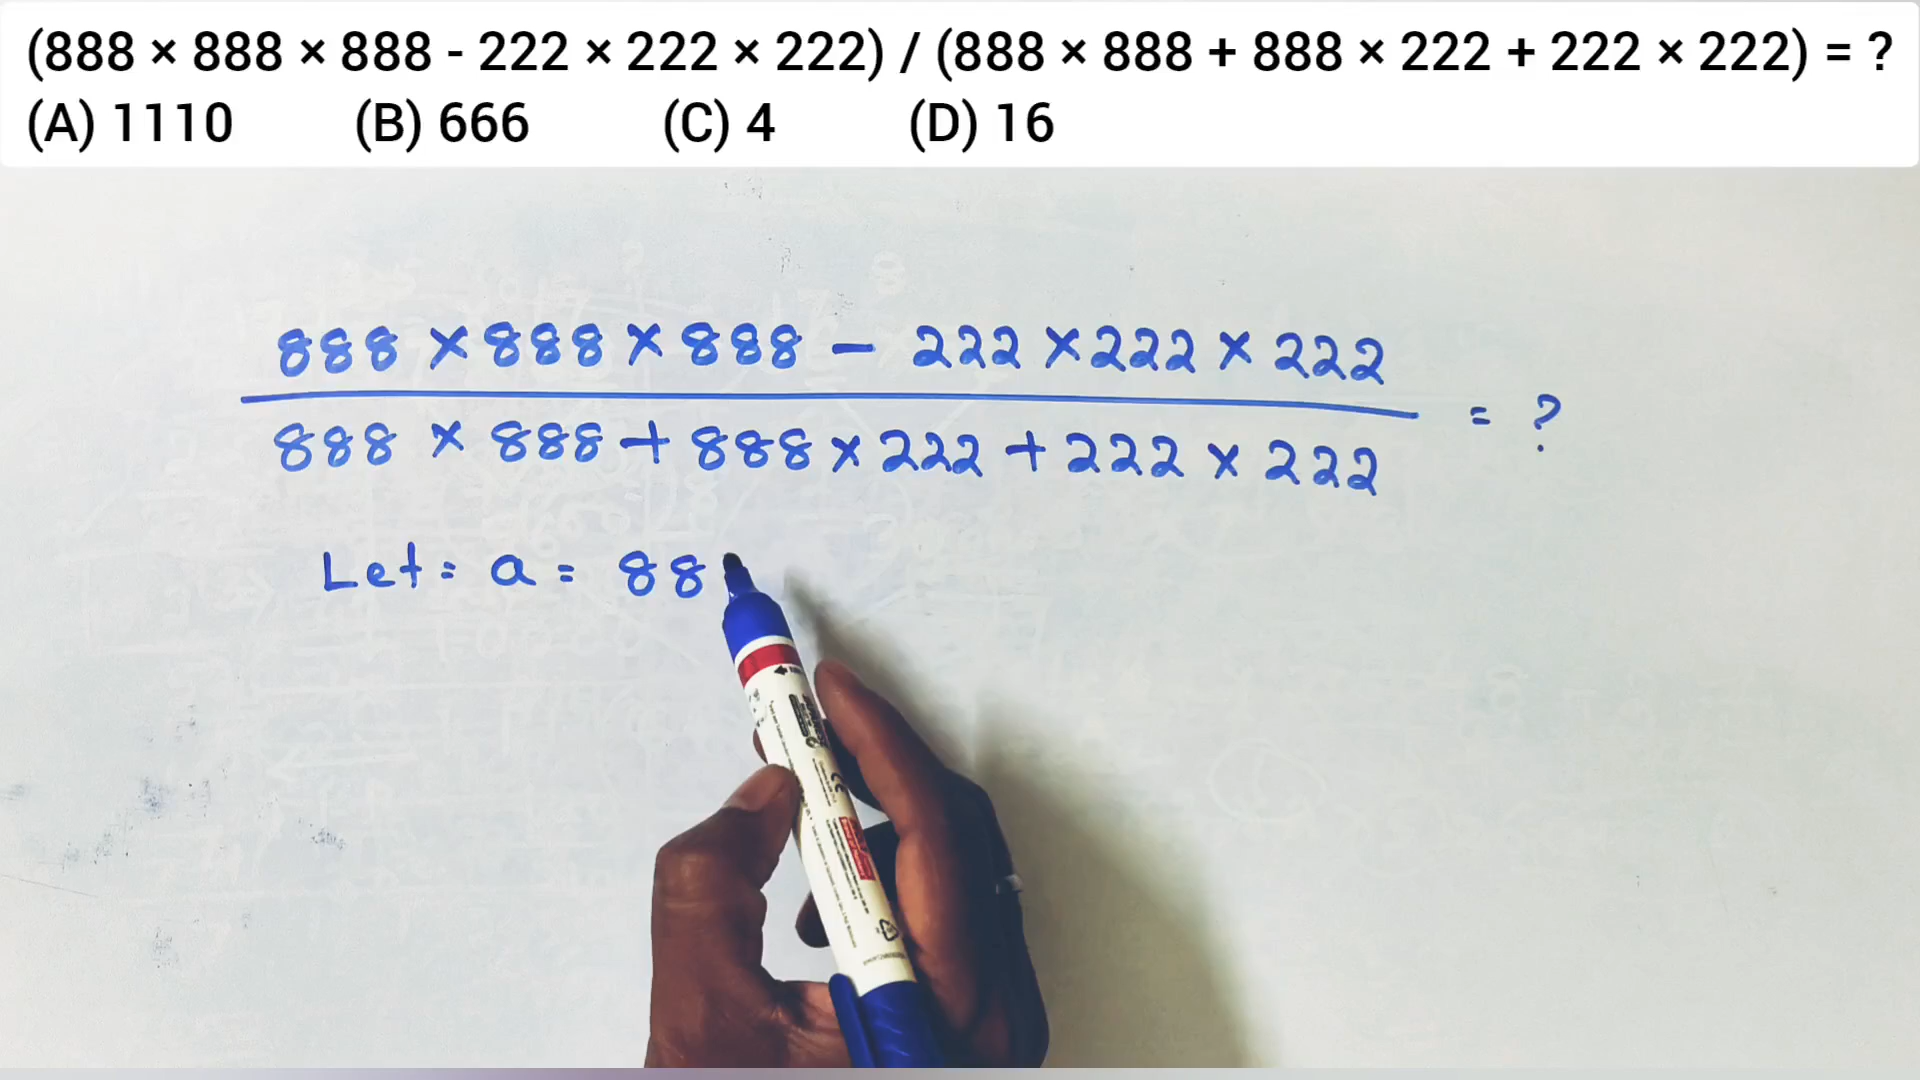 (888 × 888 × 888 - 222 × 222 × 222) / (888 × 888 + 888 × 222 + 222 × 222) = ?
(A) 1110 (B) 666 (C) 4 (D) 16
888 × 888 × 888 - 222 × 222 × 222
888 × 888 + 888 × 222 + 222 × 222
= ?
Let = a = 88